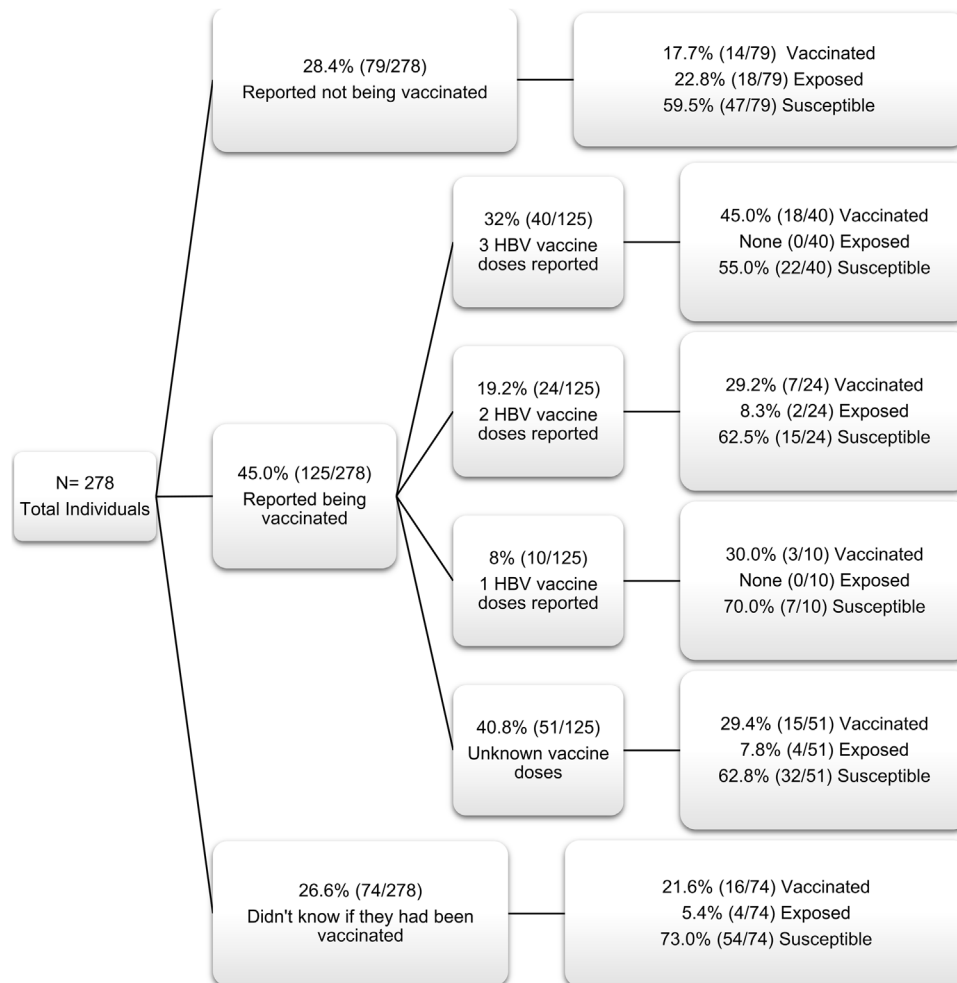 N= 278
Total Individuals
28.4% (79/278)
Reported not being vaccinated
17.7% (14/79) Vaccinated
22.8% (18/79) Exposed
59.5% (47/79) Susceptible
45.0% (125/278)
Reported being
vaccinated
32% (40/125)
3 HBV vaccine
doses reported
45.0% (18/40) Vaccinated
None (0/40) Exposed
55.0% (22/40) Susceptible
19.2% (24/125)
2 HBV vaccine
doses reported
29.2% (7/24) Vaccinated
8.3% (2/24) Exposed
62.5% (15/24) Susceptible
8% (10/125)
1 HBV vaccine
doses reported
30.0% (3/10) Vaccinated
None (0/10) Exposed
70.0% (7/10) Susceptible
40.8% (51/125)
Unknown vaccine
doses
29.4% (15/51) Vaccinated
7.8% (4/51) Exposed
62.8% (32/51) Susceptible
26.6% (74/278)
Didn't know if they had been
vaccinated
21.6% (16/74) Vaccinated
5.4% (4/74) Exposed
73.0% (54/74) Susceptible